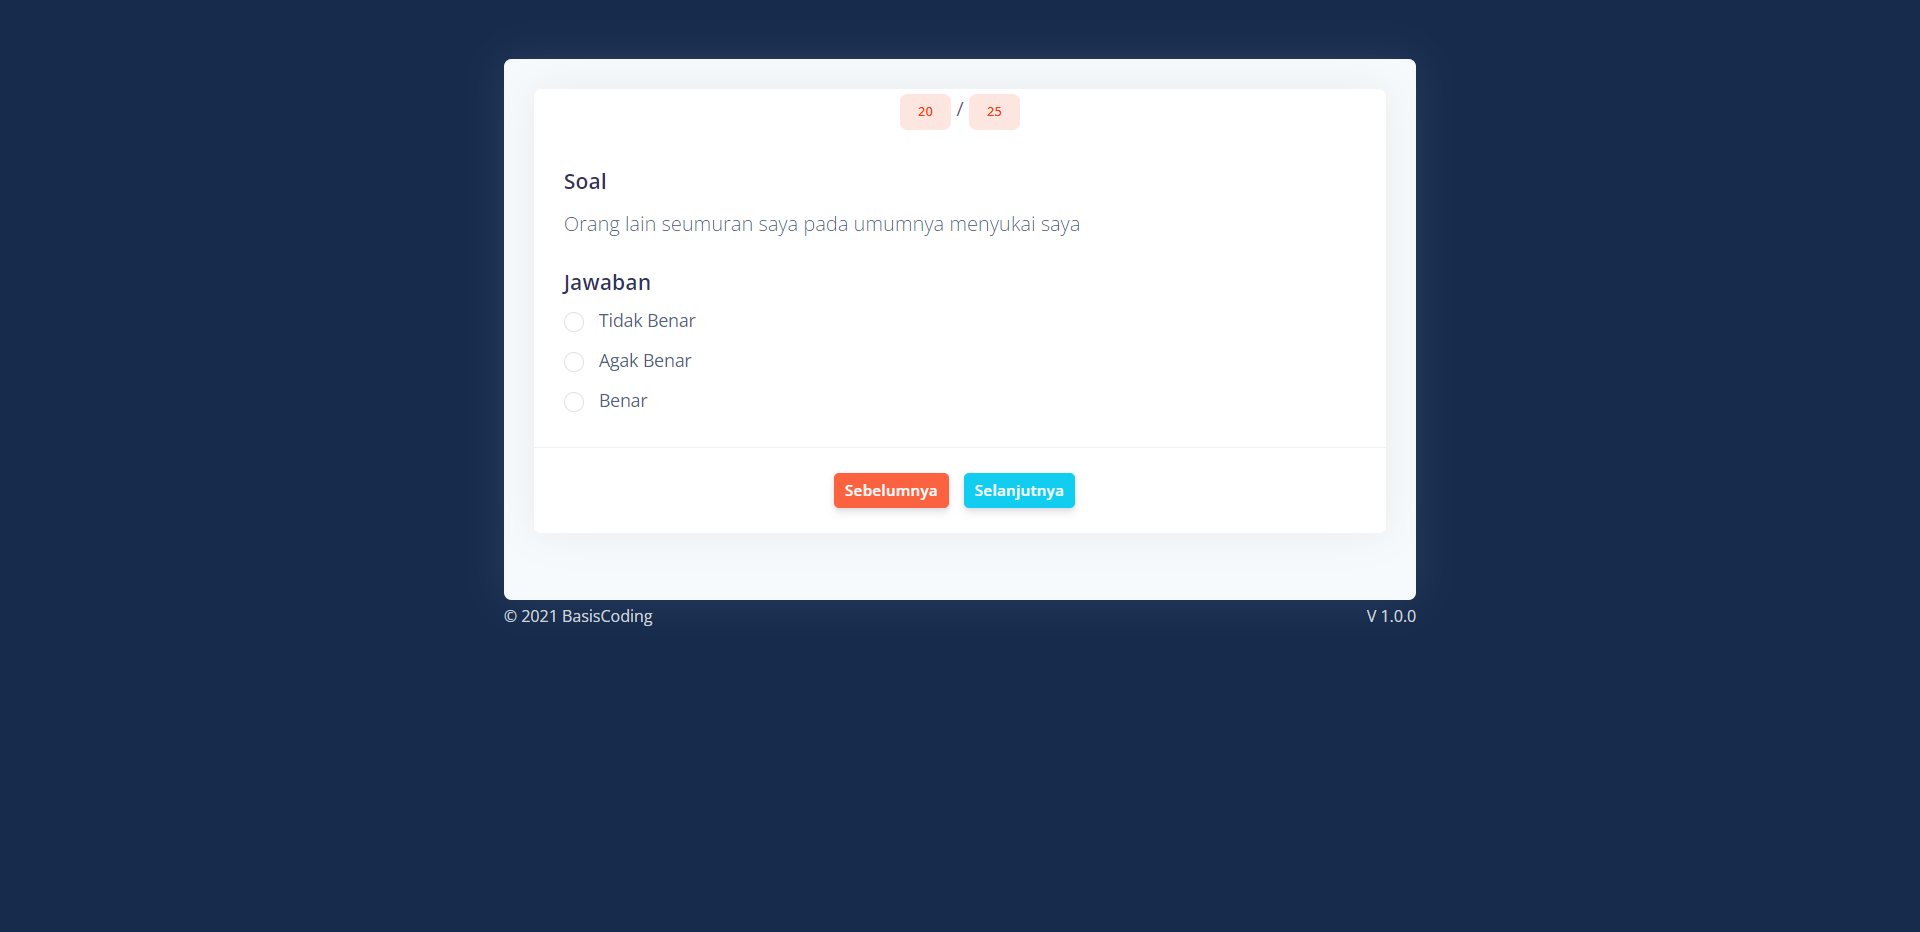 20 / 25
Soal
Orang lain seumuran saya pada umumnya menyukai saya
Jawaban
Tidak Benar
Agak Benar
Benar
Sebelumnya Selanjutnya
© 2021 BasisCoding V 1.0.0